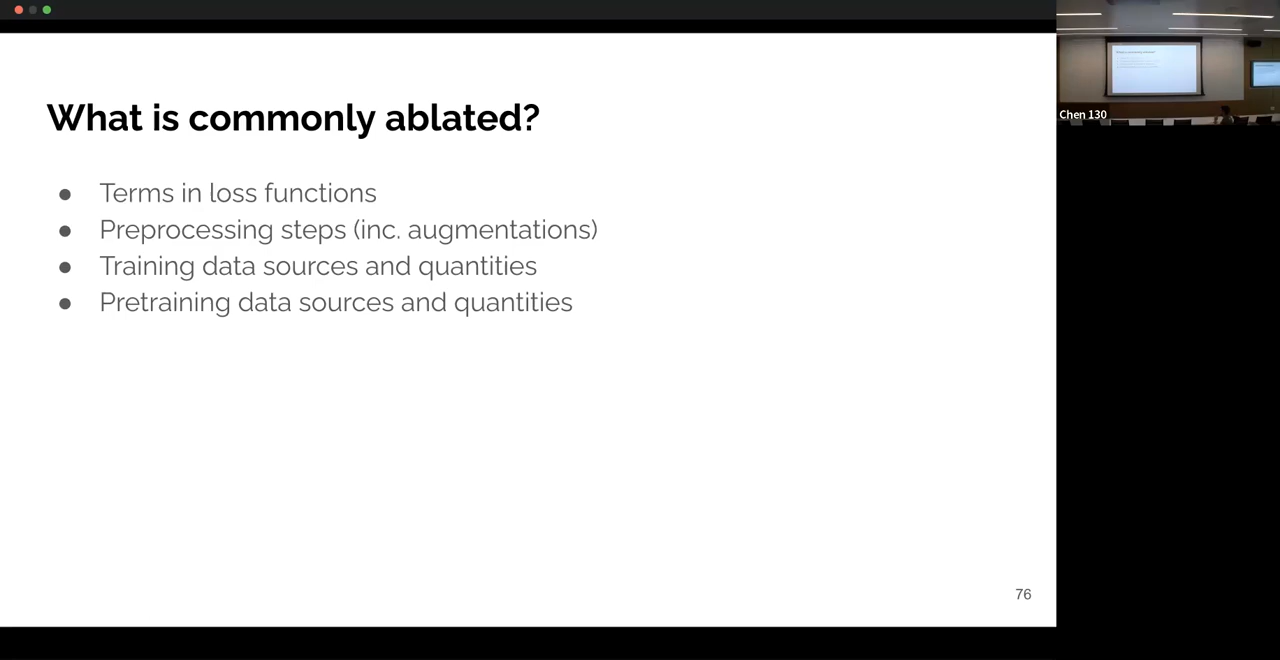 What is commonly ablated?
● Terms in loss functions
● Preprocessing steps (inc. augmentations)
● Training data sources and quantities
● Pretraining data sources and quantities
76
Chen 130